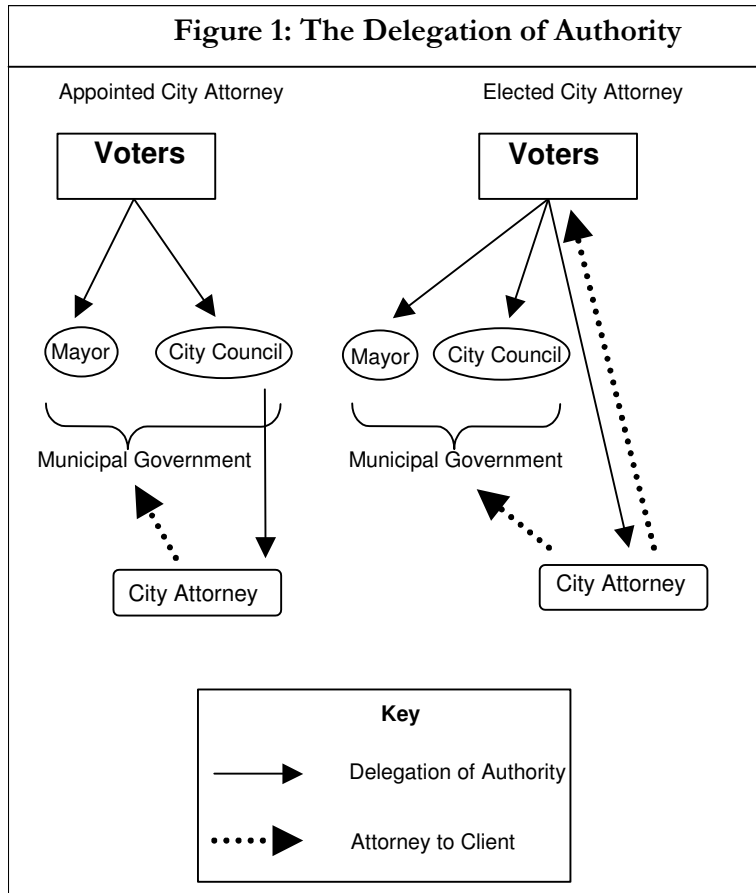 Figure 1: The Delegation of Authority
Appointed City Attorney
Elected City Attorney
Voters
Voters
Mayor
City Council
Mayor
City Council
Municipal Government
Municipal Government
City Attorney
City Attorney
Key
Delegation of Authority
Attorney to Client